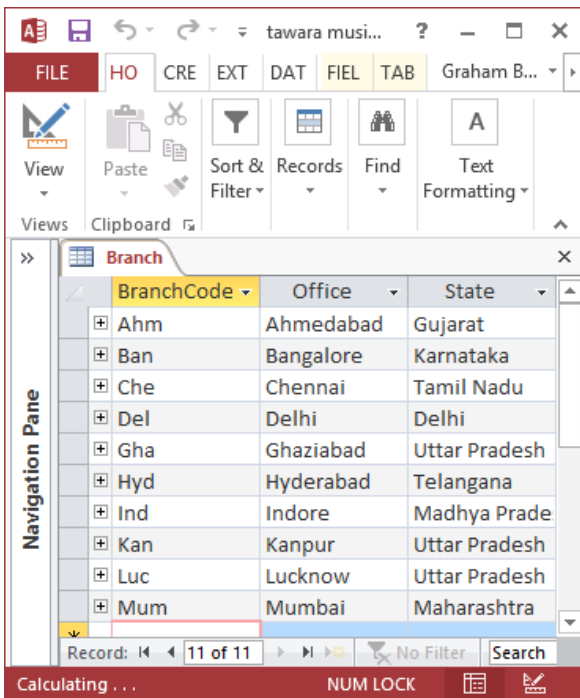 tawara musi... ?
FILE HO CRE EXT DAT FIEL TAB Graham B...
View Paste Sort & Filter Records Find A Text Formatting
Views Clipboard
Branch
BranchCode Office State
Ahm Ahmedabad Gujarat
Ban Bangalore Karnataka
Che Chennai Tamil Nadu
Del Delhi Delhi
Gha Ghaziabad Uttar Pradesh
Hyd Hyderabad Telangana
Ind Indore Madhya Prade
Kan Kanpur Uttar Pradesh
Luc Lucknow Uttar Pradesh
Mum Mumbai Maharashtra
Navigation Pane
Record: 11 of 11 No Filter Search
Calculating . . . NUM LOCK